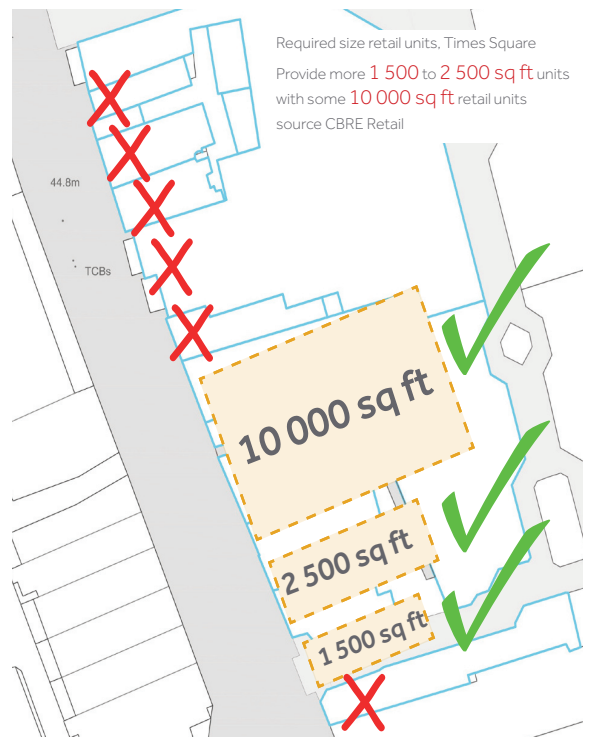 Required size retail units, Times Square
Provide more 1 500 to 2 500 sq ft units
with some 10 000 sq ft retail units
source CBRE Retail
44.8m
TCBs
10 000 sq ft
2 500 sq ft
1 500 sq ft